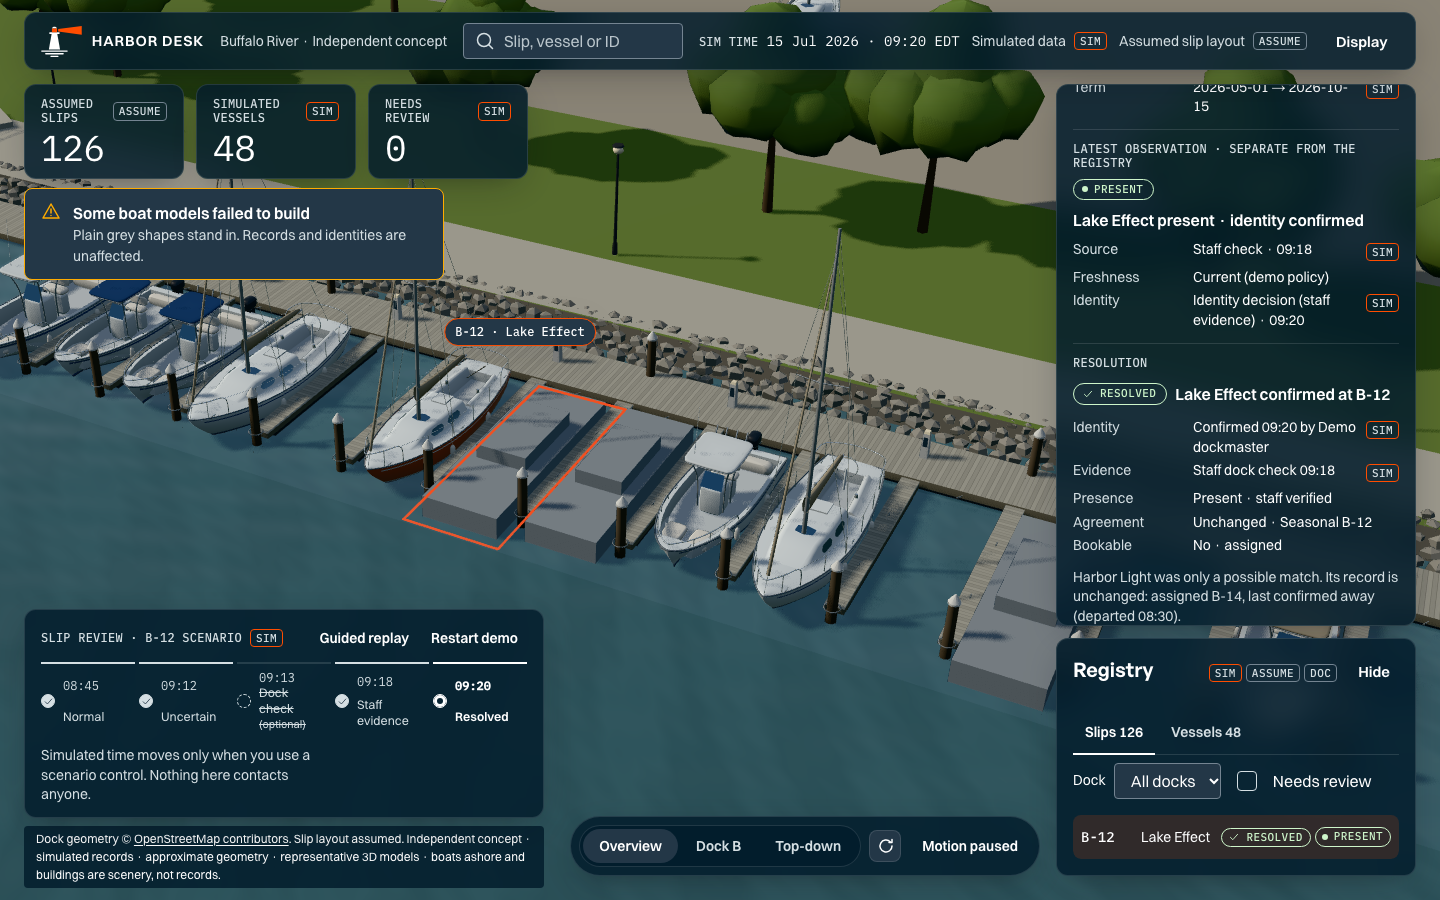 HARBOR DESK
Buffalo River · Independent concept
Slip, vessel or ID
SIM TIME 15 Jul 2026 · 09:20 EDT
Simulated data SIM
Assumed slip layout ASSUME
Display
ASSUMED SLIPS ASSUME
126
SIMULATED VESSELS SIM
48
NEEDS REVIEW SIM
0
Some boat models failed to build
Plain grey shapes stand in. Records and identities are
unaffected.
B-12 · Lake Effect
Term 2026-05-01 → 2026-10- SIM
15
LATEST OBSERVATION · SEPARATE FROM THE
REGISTRY
PRESENT
Lake Effect present · identity confirmed
Source Staff check · 09:18 SIM
Freshness Current (demo policy)
Identity Identity decision (staff SIM
evidence) · 09:20
RESOLUTION
RESOLVED Lake Effect confirmed at B-12
Identity Confirmed 09:20 by Demo SIM
dockmaster
Evidence Staff dock check 09:18 SIM
Presence Present · staff verified
Agreement Unchanged · Seasonal B-12
Bookable No · assigned
Harbor Light was only a possible match. Its record is
unchanged: assigned B-14, last confirmed away
(departed 08:30).
SLIP REVIEW · B-12 SCENARIO SIM
Guided replay
Restart demo
08:45
Normal
09:12
Uncertain
09:13
Dock
check
(optional)
09:18
Staff
evidence
09:20
Resolved
Simulated time moves only when you use a
scenario control. Nothing here contacts
anyone.
Dock geometry © OpenStreetMap contributors. Slip layout assumed. Independent concept ·
simulated records · approximate geometry · representative 3D models · boats ashore and
buildings are scenery, not records.
Overview
Dock B
Top-down
Motion paused
Registry SIM ASSUME DOC Hide
Slips 126
Vessels 48
Dock All docks Needs review
B-12 Lake Effect RESOLVED PRESENT